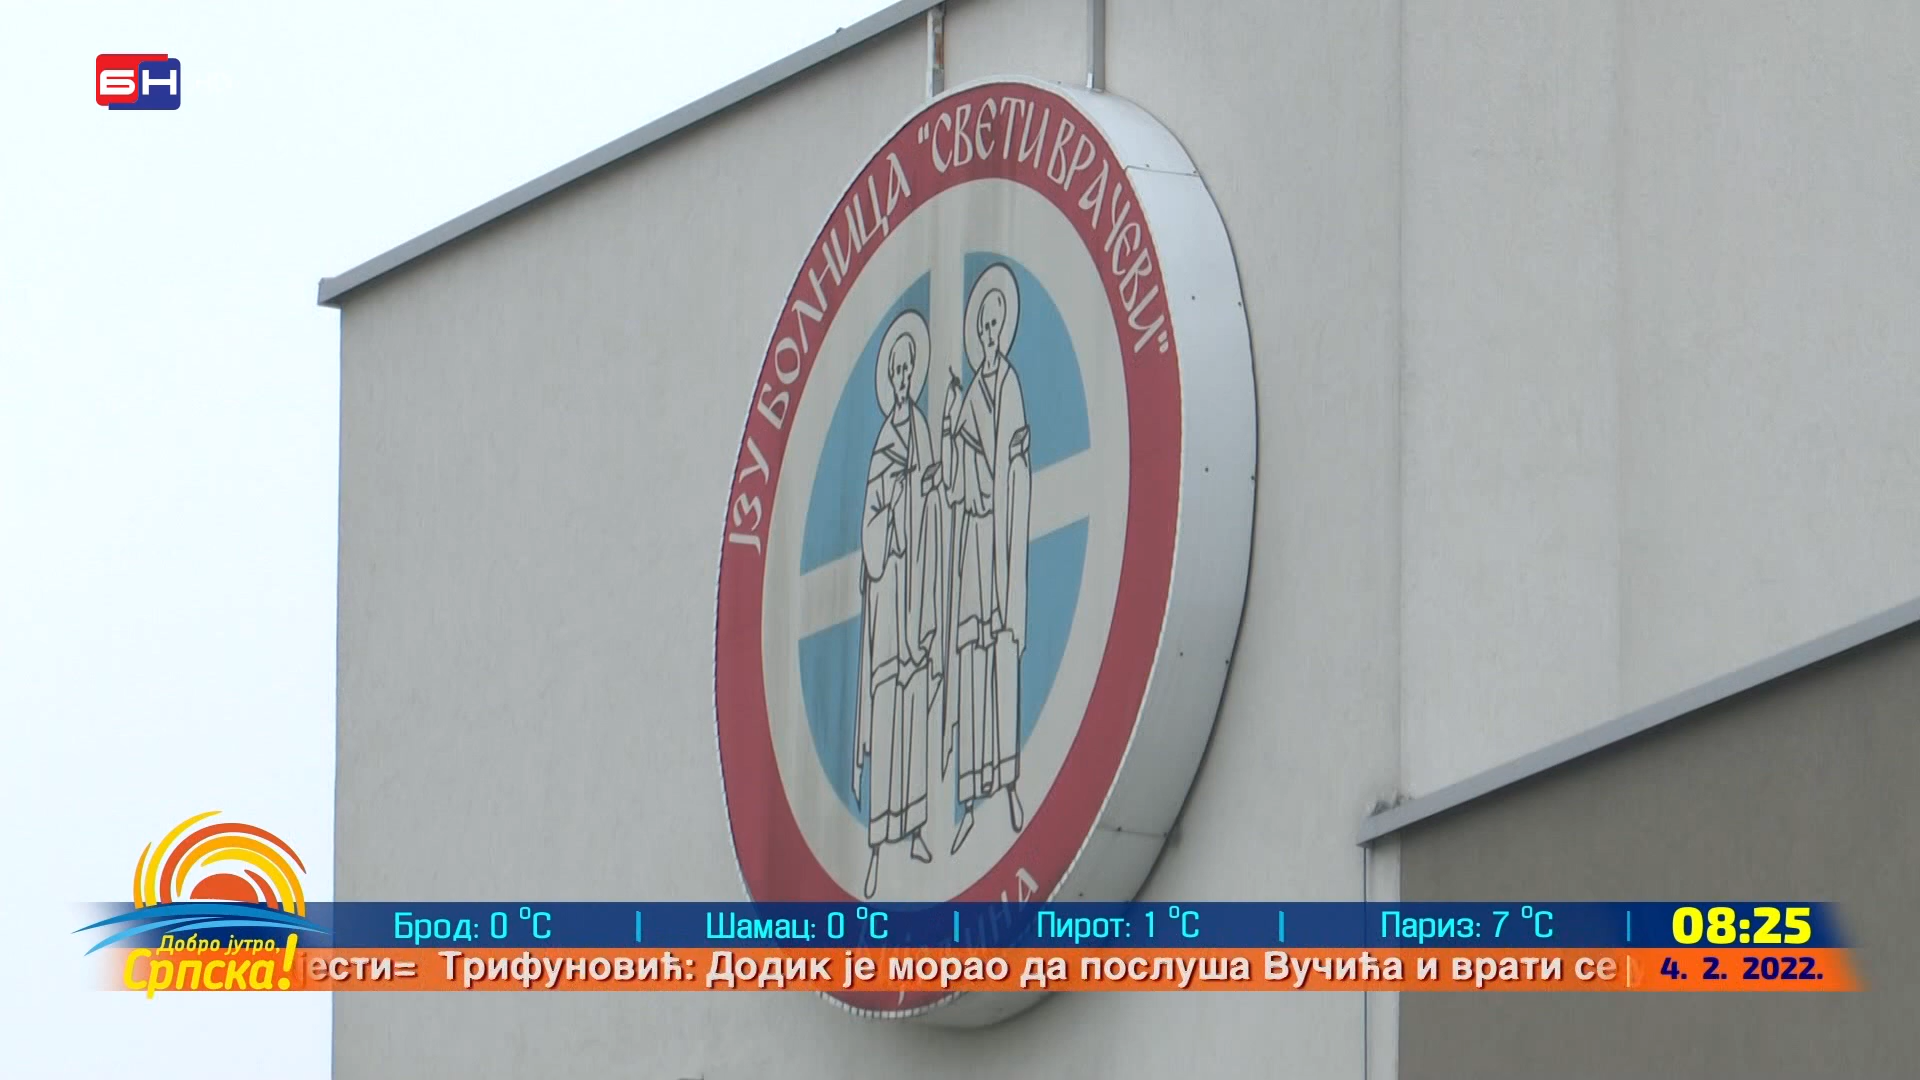 БН
ЈЗУ БОЛНИЦА "СВЕТИ ВРАЧЕВИ"
Брод: 0 °C | Шамац: 0 °C | Пирот: 1 °C | Париз: 7 °C | 08:25
Добро јутро,
Српска!
јести= Трифуновић: Додик је морао да послуша Вучића и врати се
4. 2. 2022.